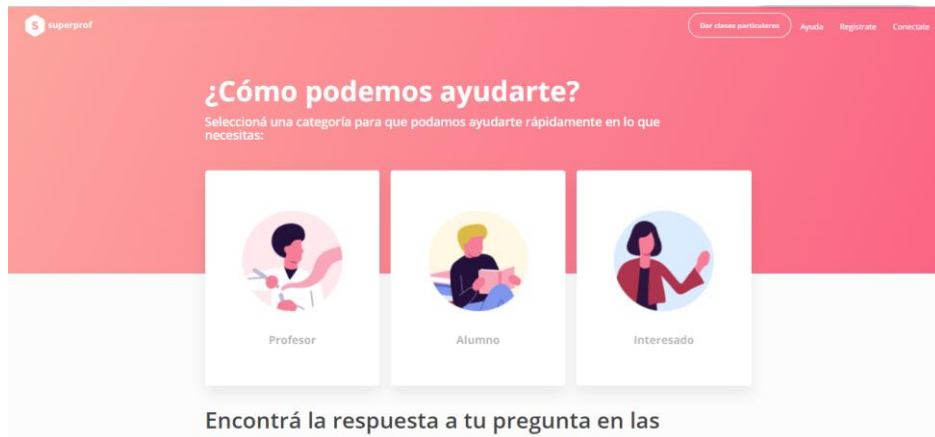 superprof
Dar clases particulares
Ayuda
Registrate
Conectate
¿Cómo podemos ayudarte?
Seleccioná una categoría para que podamos ayudarte rápidamente en lo que
necesitas:
Profesor
Alumno
Interesado
Encontrá la respuesta a tu pregunta en las